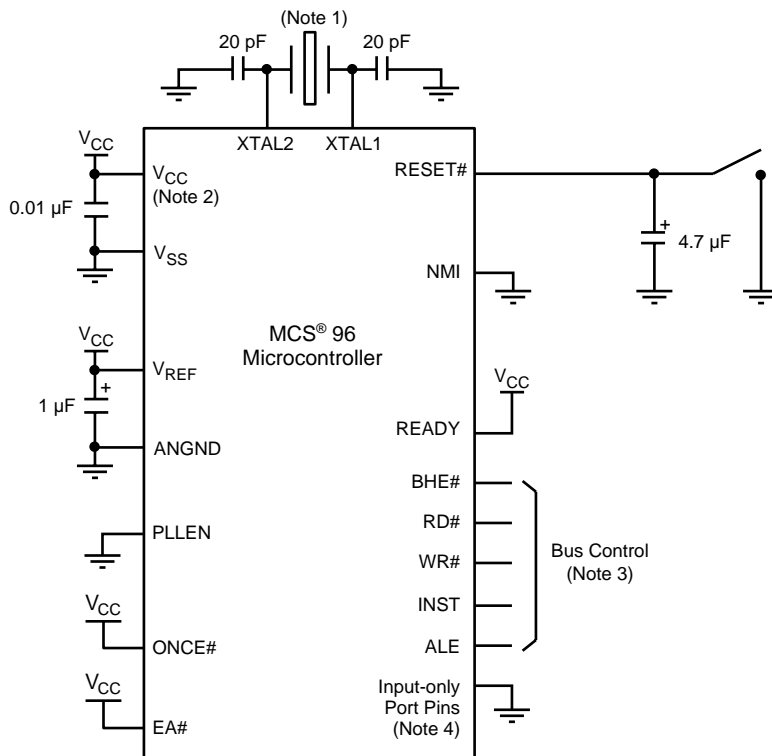 (Note 1)
20 pF
20 pF
XTAL2
XTAL1
VCC
VCC
(Note 2)
0.01 µF
VSS
VCC
VREF
+
1 µF
ANGND
PLLEN
VCC
ONCE#
VCC
EA#
MCS® 96
Microcontroller
RESET#
+
4.7 µF
NMI
VCC
READY
BHE#
RD#
WR#
INST
ALE
Bus Control
(Note 3)
Input-only
Port Pins
(Note 4)